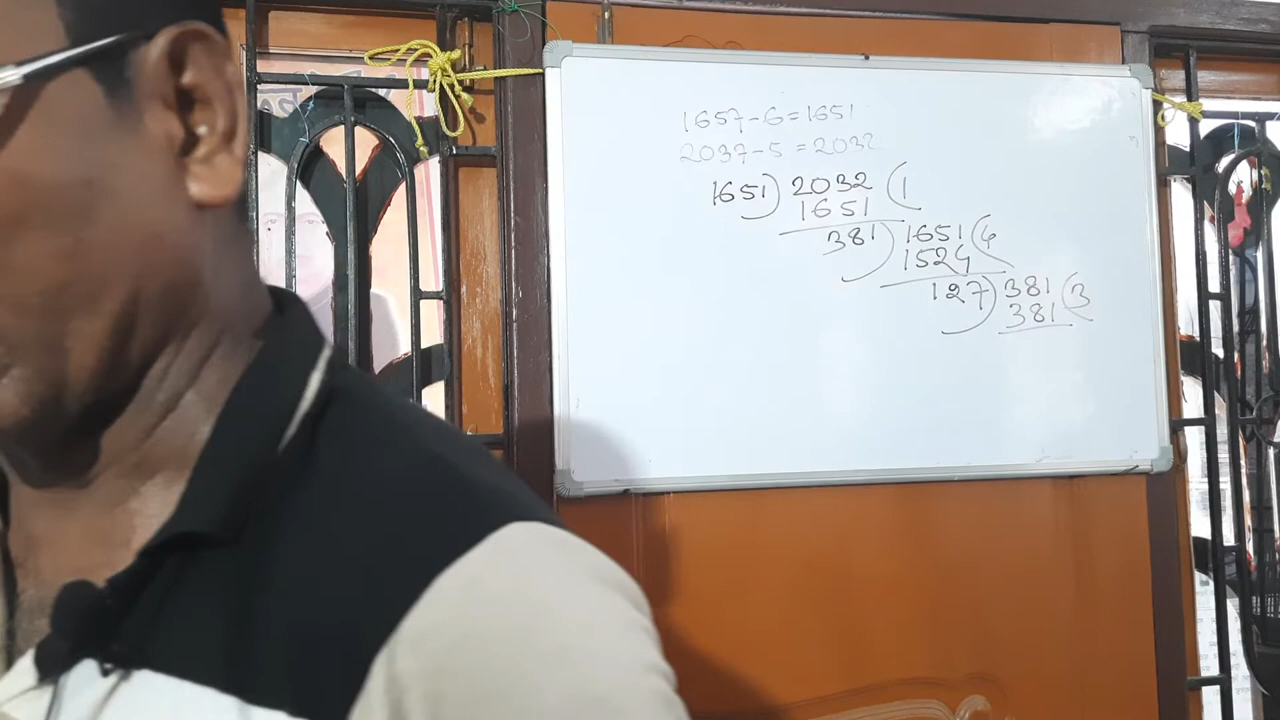 1657-6=1651
2037-5=2032
1651) 2032 (1
1651
381) 1651 (4
1524
127) 381 (3
381